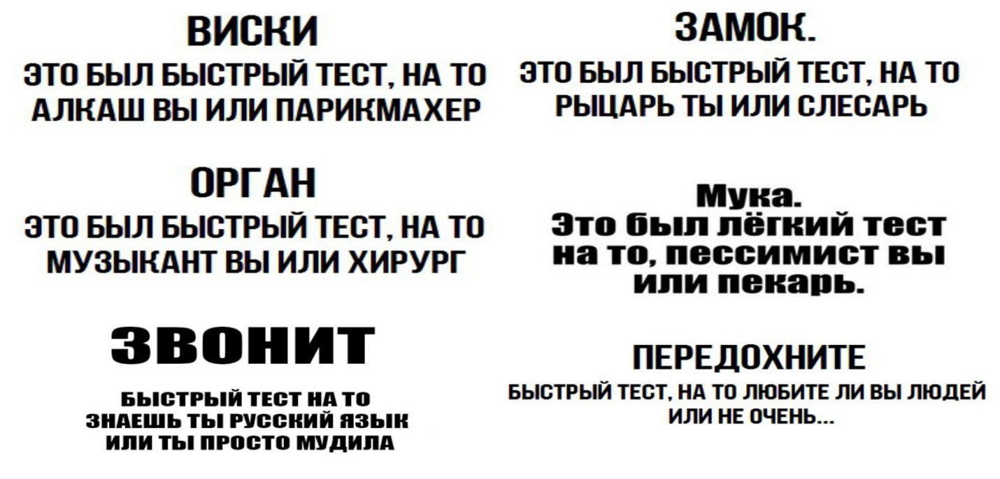 ВИСКИ
ЭТО БЫЛ БЫСТРЫЙ ТЕСТ, НА ТО
АЛКАШ ВЫ ИЛИ ПАРИКМАХЕР
ЗАМОК.
ЭТО БЫЛ БЫСТРЫЙ ТЕСТ, НА ТО
РЫЦАРЬ ТЫ ИЛИ СЛЕСАРЬ
ОРГАН
ЭТО БЫЛ БЫСТРЫЙ ТЕСТ, НА ТО
МУЗЫКАНТ ВЫ ИЛИ ХИРУРГ
Мука.
Это был лёгкий тест
на то, пессимист вы
или пекарь.
ЗВОНИТ
БЫСТРЫЙ ТЕСТ НА ТО
ЗНАЕШЬ ТЫ РУССКИЙ ЯЗЫК
ИЛИ ТЫ ПРОСТО МУДИЛА
ПЕРЕДОХНИТЕ
БЫСТРЫЙ ТЕСТ, НА ТО ЛЮБИТЕ ЛИ ВЫ ЛЮДЕЙ
ИЛИ НЕ ОЧЕНЬ...